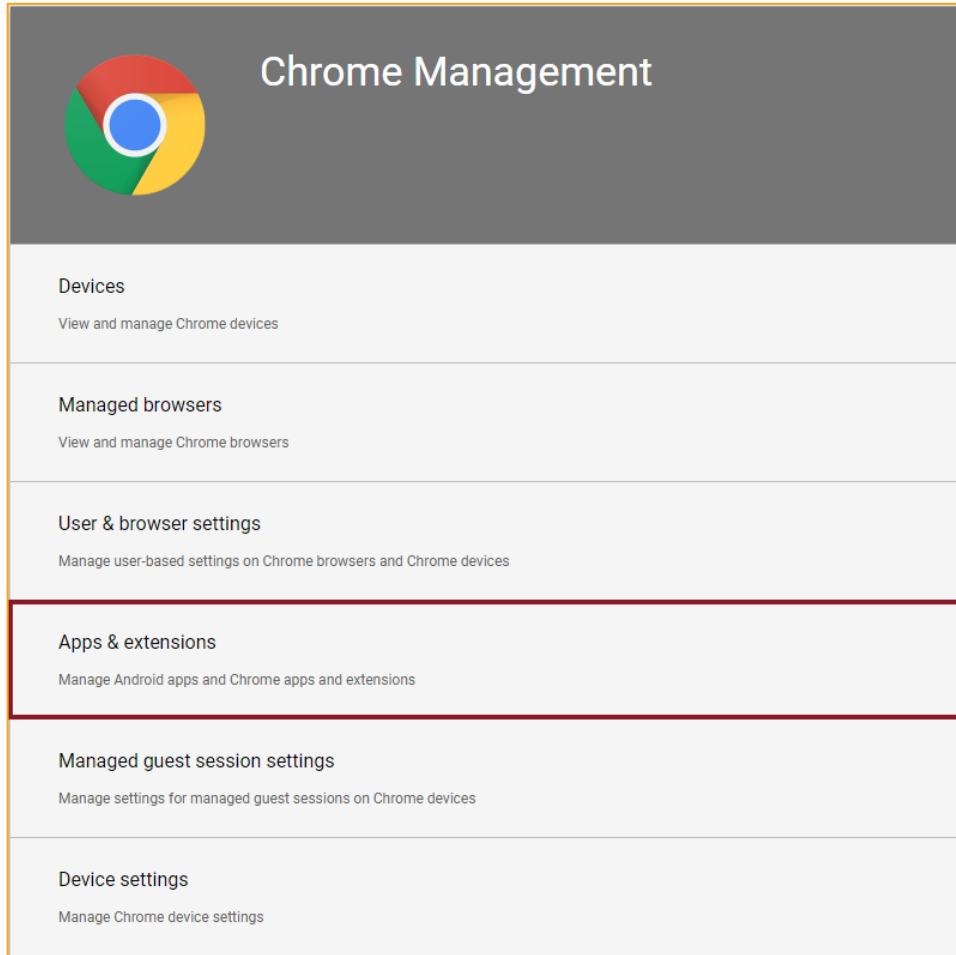 Chrome Management
Devices
View and manage Chrome devices
Managed browsers
View and manage Chrome browsers
User & browser settings
Manage user-based settings on Chrome browsers and Chrome devices
Apps & extensions
Manage Android apps and Chrome apps and extensions
Managed guest session settings
Manage settings for managed guest sessions on Chrome devices
Device settings
Manage Chrome device settings